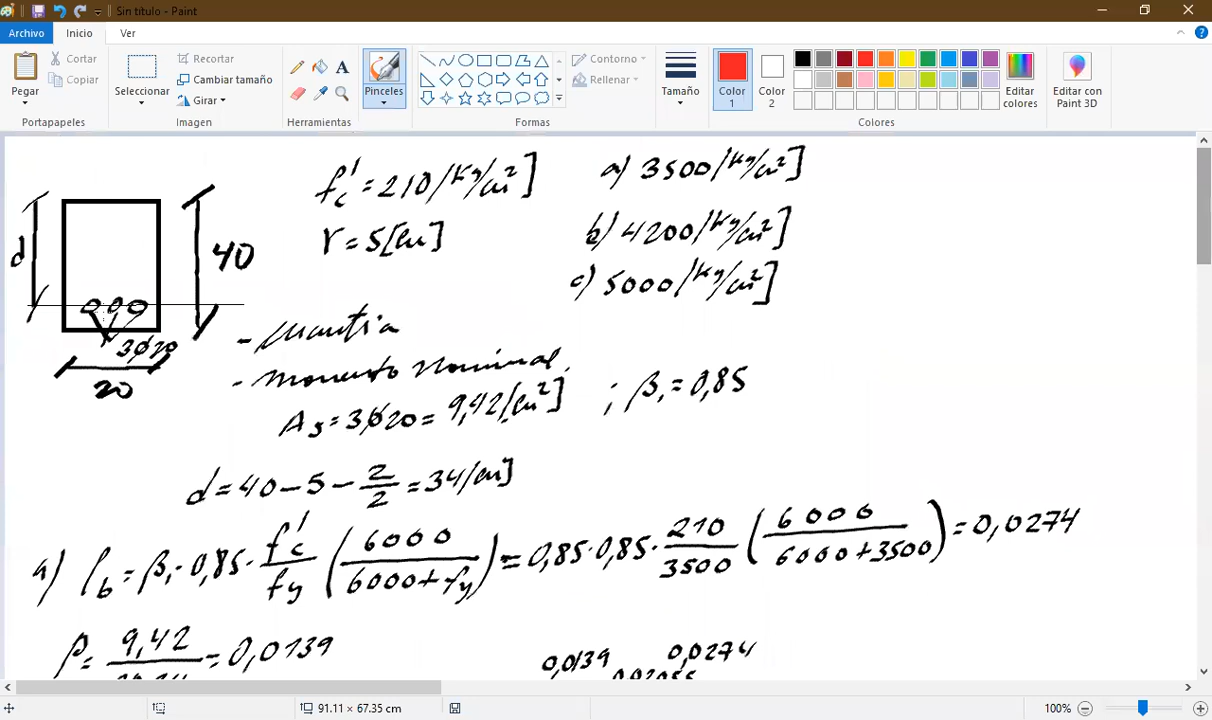 Sin título - Paint
Archivo Inicio Ver
Pegar
Cortar
Copiar
Portapapeles
Seleccionar
Recortar
Cambiar tamaño
Girar
Imagen
Herramientas
Pinceles
Contorno
Rellenar
Formas
Tamaño
Color 1
Color 2
Editar colores
Editar con Paint 3D
Colores
f'c = 210 [Kg/cm²]
r = 5 [cm]
a) 3500 [Kg/cm²]
b) 4200 [Kg/cm²]
c) 5000 [Kg/cm²]
d
40
3ϕ20
20
- Cuantía
- Momento Nominal
As = 3ϕ20 = 9,42 [cm²] ; β₁ = 0,85
d = 40 - 5 - 2/2 = 34 [cm]
a) ρb = β₁ · 0,85 · f'c/fy (6000/(6000 + fy)) = 0,85 · 0,85 · 210/3500 (6000/(6000 + 3500)) = 0,0274
ρ = 9,42/ = 0,0139
0,0139 0,0274
91.11 × 67.35 cm
100%